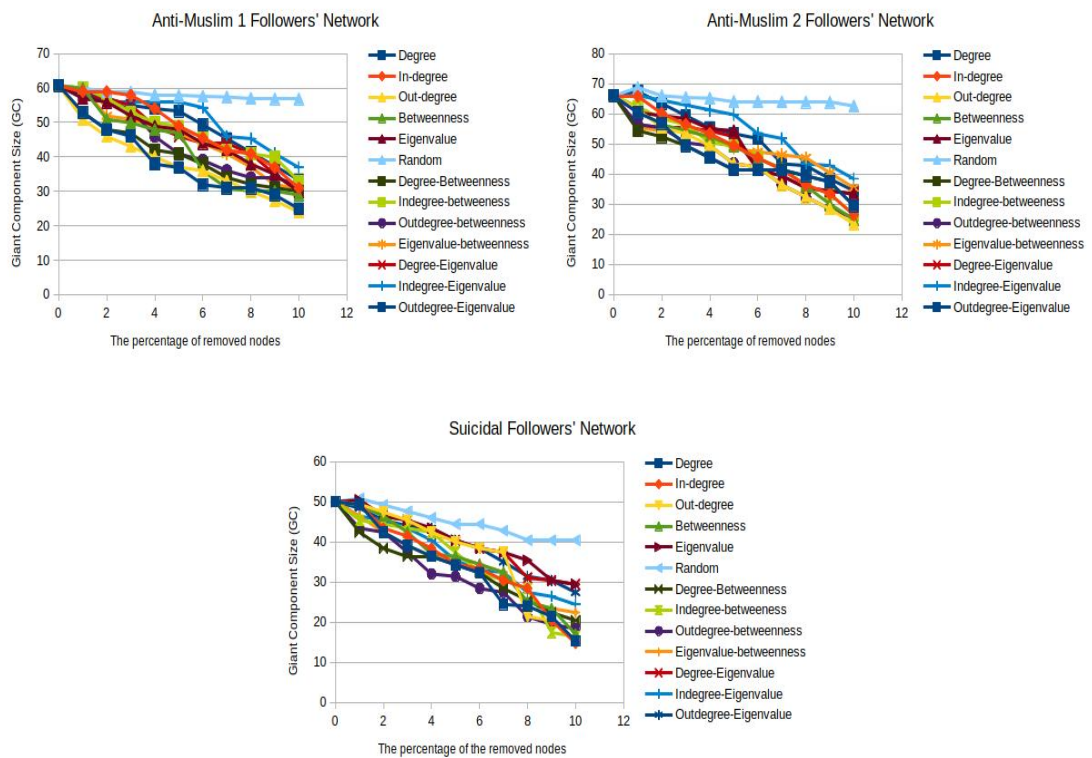 Anti-Muslim 1 Followers' Network
70
60
50
40
30
20
10
0
Giant Component Size (GC)
0 2 4 6 8 10 12
The percentage of removed nodes
Degree
In-degree
Out-degree
Betweenness
Eigenvalue
Random
Degree-Betweenness
Indegree-betweeness
Outdegree-betweenness
Eigenvalue-betweenness
Degree-Eigenvalue
Indegree-Eigenvalue
Outdegree-Eigenvalue
Anti-Muslim 2 Followers' Network
80
70
60
50
40
30
20
10
0
Giant Component Size (GC)
0 2 4 6 8 10 12
The percentage of removed nodes
Degree
In-degree
Out-degree
Betweenness
Eigenvalue
Random
Degree-Betweenness
Indegree-betweeness
Outdegree-betweenness
Eigenvalue-betweenness
Degree-Eigenvalue
Indegree-Eigenvalue
Outdegree-Eigenvalue
Suicidal Followers' Network
60
50
40
30
20
10
0
Giant Component Size (GC)
0 2 4 6 8 10 12
The percentage of the removed nodes
Degree
In-degree
Out-degree
Betweenness
Eigenvalue
Random
Degree-Betweenness
Indegree-betweeness
Outdegree-betweenness
Eigenvalue-betweenness
Degree-Eigenvalue
Indegree-Eigenvalue
Outdegree-Eigenvalue